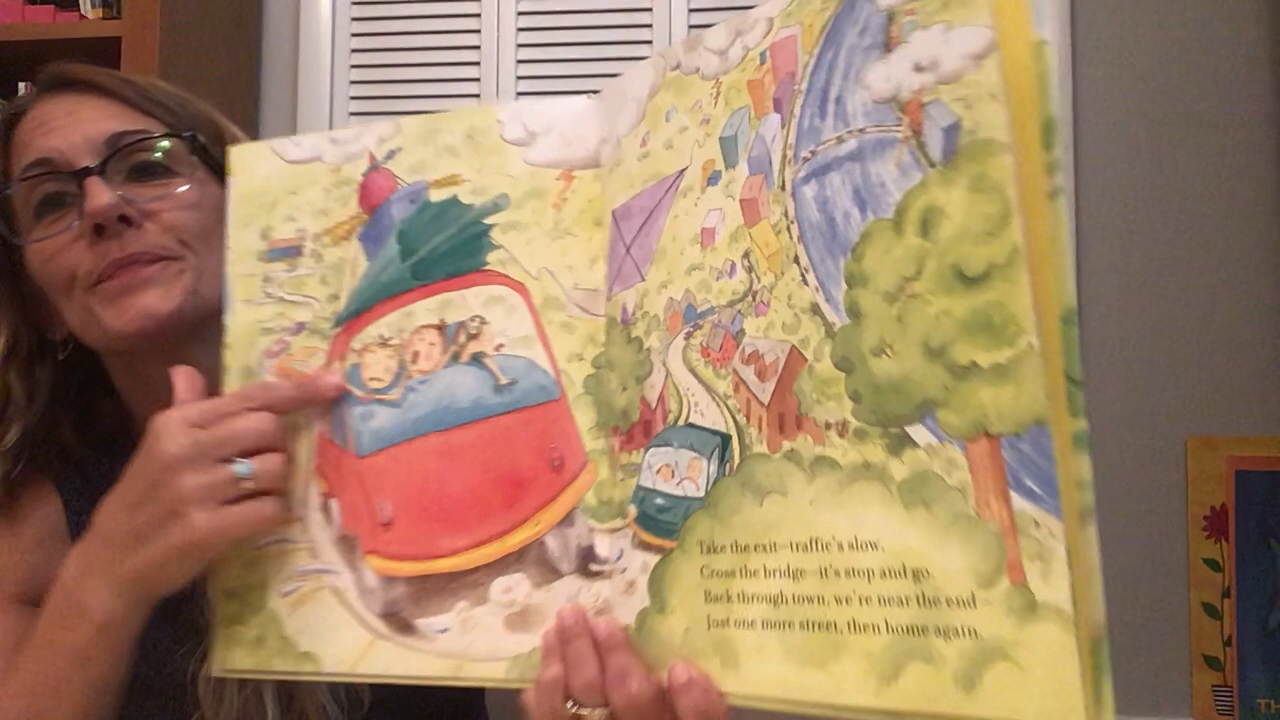 Take the exit—traffic's slow.
Cross the bridge—it's stop and go.
Back through town, we're near the end—
Just one more street, then home again.
TH